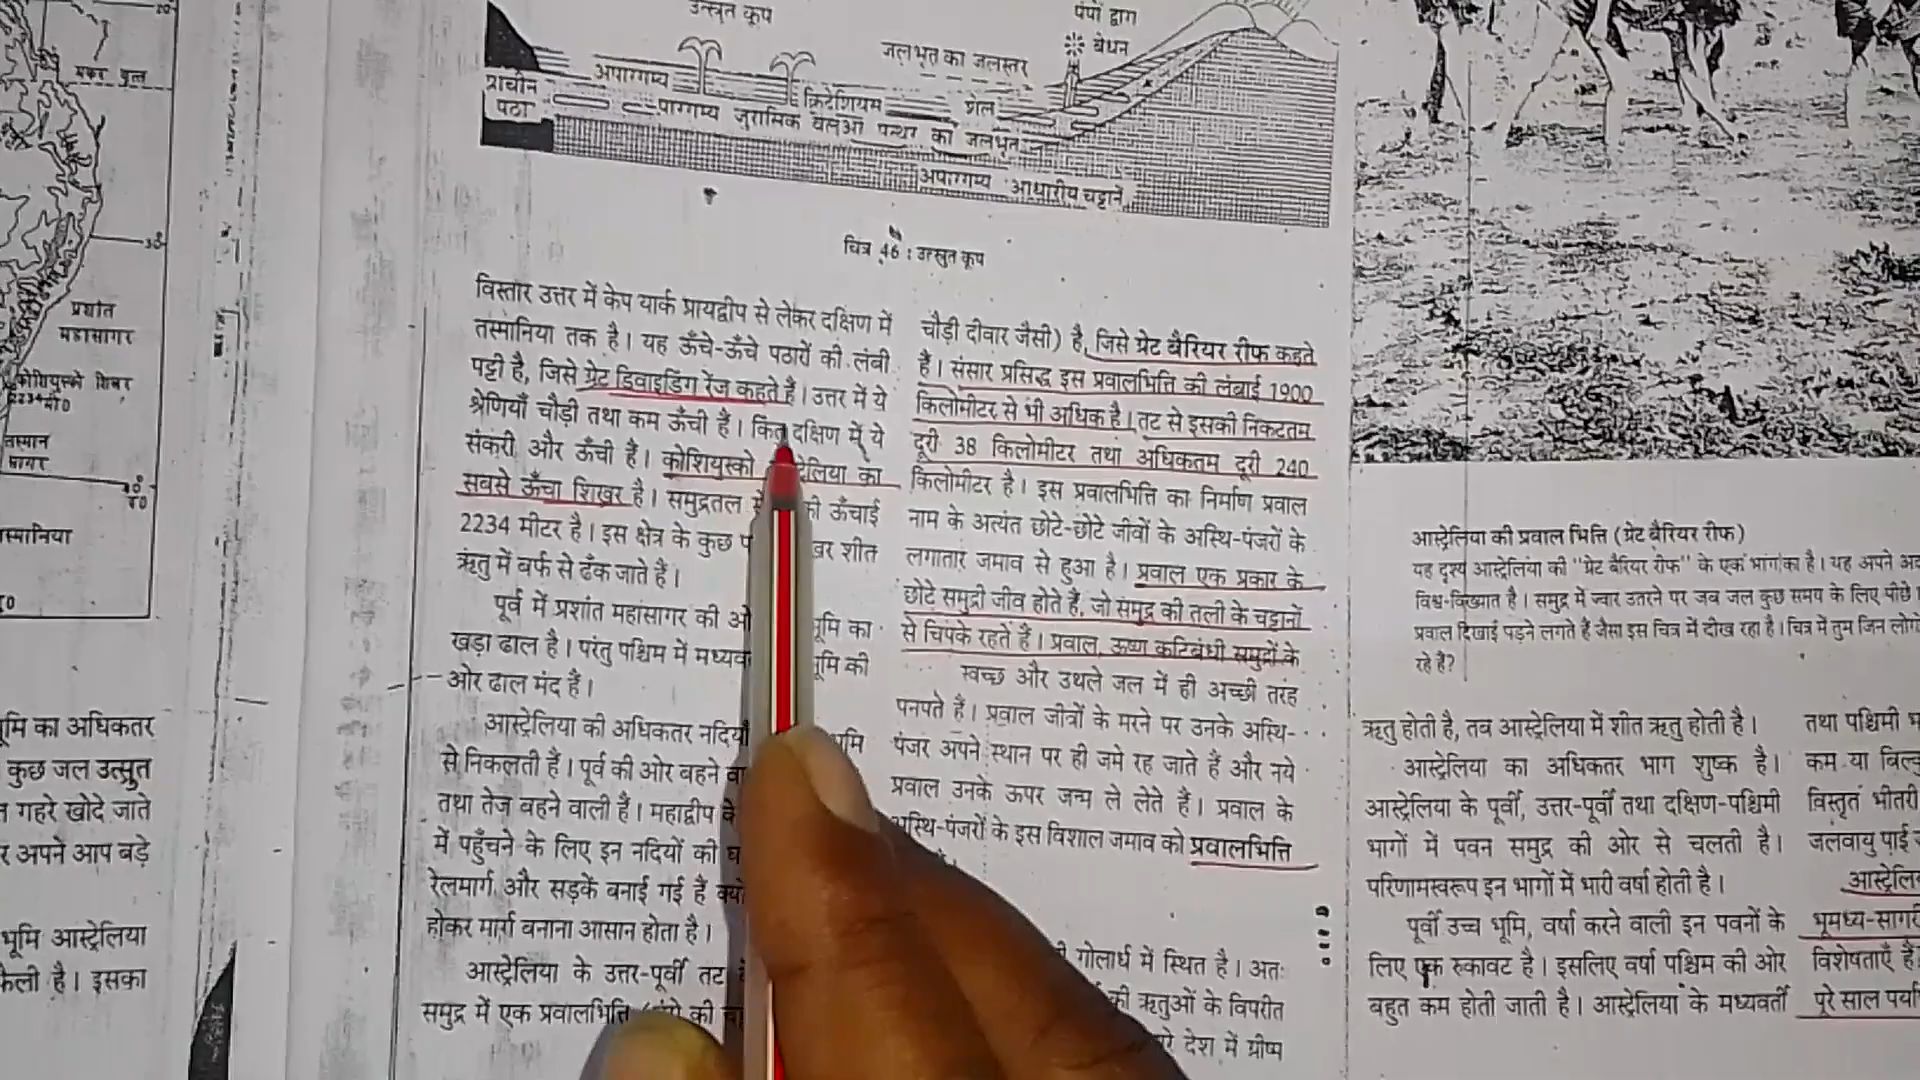 प्रशांत
महासागर
तस्मान
सागर
उत्स्रुत कूप
जलभृत का जलस्तर
बेधन
प्राचीन
पठा
अपारगम्य
क्रिटेशियम
शेल
पारगम्य जुरासिक बलुआ पत्थर का जलभृत
अपारगम्य आधारीय चट्टानें
चित्र 46 : उत्स्रुत कूप
भूमि का अधिकतर
कुछ जल उत्स्रुत
गहरे खोदे जाते
अपने आप बड़े
भूमि आस्ट्रेलिया
फैली है। इसका
विस्तार उत्तर में केप यार्क प्रायद्वीप से लेकर दक्षिण में
तस्मानिया तक है। यह ऊँचे-ऊँचे पठारों की लंबी
पट्टी है, जिसे ग्रेट डिवाइडिंग रेंज कहते हैं। उत्तर में ये
श्रेणियाँ चौड़ी तथा कम ऊँची हैं। किंतु दक्षिण में ये
संकरी और ऊँची हैं। कोशियुस्को का
सबसे ऊँचा शिखर है। समुद्रतल की ऊँचाई
2234 मीटर है। इस क्षेत्र के कुछ शीत
ऋतु में बर्फ से ढँक जाते हैं।
पूर्व में प्रशांत महासागर की का
खड़ा ढाल है। परंतु पश्चिम में की
ओर ढाल मंद हैं।
आस्ट्रेलिया की अधिकतर नदियाँ
से निकलती हैं। पूर्व की ओर बहने
तथा तेज बहने वाली हैं। महाद्वीप
में पहुँचने के लिए इन नदियों की
रेलमार्ग और सड़कें बनाई गई हैं
होकर मार्ग बनाना आसान होता है।
आस्ट्रेलिया के उत्तर-पूर्वी तट
समुद्र में एक प्रवालभित्ति की
चौड़ी दीवार जैसी) है, जिसे ग्रेट बैरियर रीफ कहते
हैं। संसार प्रसिद्ध इस प्रवालभित्ति की लंबाई 1900
किलोमीटर से भी अधिक है। तट से इसकी निकटतम
दूरी 38 किलोमीटर तथा अधिकतम दूरी 240
किलोमीटर है। इस प्रवालभित्ति का निर्माण प्रवाल
नाम के अत्यंत छोटे-छोटे जीवों के अस्थि-पंजरों के
लगातार जमाव से हुआ है। प्रवाल एक प्रकार के
छोटे समुद्री जीव होते हैं, जो समुद्र की तली के चट्टानों
से चिपके रहते हैं। प्रवाल, ऊष्ण कटिबंधी समुद्रों के
स्वच्छ और उथले जल में ही अच्छी तरह
पनपते हैं। प्रवाल जीवों के मरने पर उनके अस्थि-
पंजर अपने स्थान पर ही जमे रह जाते हैं और नये
प्रवाल उनके ऊपर जन्म ले लेते हैं। प्रवाल के
अस्थि-पंजरों के इस विशाल जमाव को प्रवालभित्ति
गोलार्ध में स्थित है। अतः
की ऋतुओं के विपरीत
देश में ग्रीष्म
आस्ट्रेलिया की प्रवाल भित्ति (ग्रेट बैरियर रीफ)
यह दृश्य आस्ट्रेलिया की "ग्रेट बैरियर रीफ" के एक भाग का है। यह अपने
विश्व-विख्यात है। समुद्र में ज्वार उतरने पर जब जल कुछ समय के लिए पीछे
प्रवाल दिखाई पड़ने लगते हैं जैसा इस चित्र में दीख रहा है। चित्र में तुम जिन
रहे हैं?
ऋतु होती है, तब आस्ट्रेलिया में शीत ऋतु होती है।
आस्ट्रेलिया का अधिकतर भाग शुष्क है।
आस्ट्रेलिया के पूर्वी, उत्तर-पूर्वी तथा दक्षिण-पश्चिमी
भागों में पवन समुद्र की ओर से चलती है।
परिणामस्वरूप इन भागों में भारी वर्षा होती है।
पूर्वी उच्च भूमि, वर्षा करने वाली इन पवनों के
लिए एक रुकावट है। इसलिए वर्षा पश्चिम की ओर
बहुत कम होती जाती है। आस्ट्रेलिया के मध्यवर्ती
तथा पश्चिमी
कम या
विस्तृत भीतरी
जलवायु पाई
विशेषताएँ हैं
पूरे साल